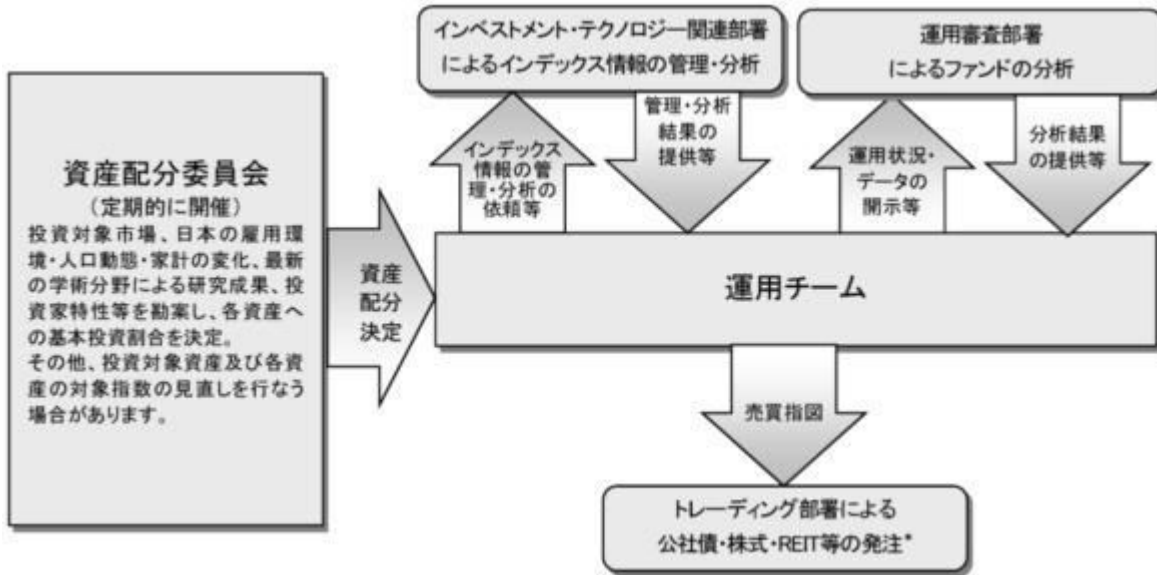 インベストメント・テクノロジー関連部署
によるインデックス情報の管理・分析
運用審査部署
によるファンドの分析
インデックス
情報の管
理・分析の
依頼等
管理・分析
結果の
提供等
運用状況・
データの
開示等
分析結果
の提供等
資産配分委員会
（定期的に開催）
投資対象市場、日本の雇用環
境・人口動態・家計の変化、最新
の学術分野による研究成果、投
資家特性等を勘案し、各資産へ
の基本投資割合を決定。
その他、投資対象資産及び各資
産の対象指数の見直しを行なう
場合があります。
資産
配分
決定
運用チーム
売買指図
トレーディング部署による
公社債・株式・REIT等の発注*